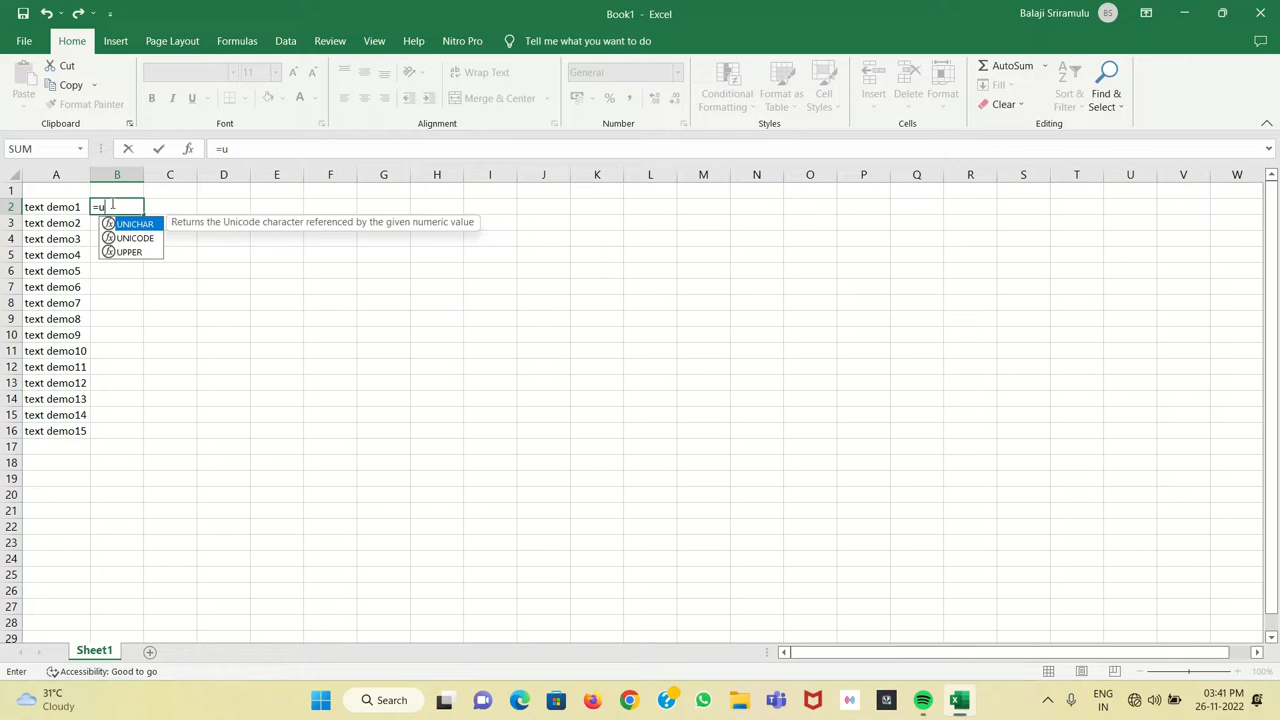 Book1 - Excel
Balaji Sriramulu
BS
File Home Insert Page Layout Formulas Data Review View Help Nitro Pro Tell me what you want to do
Paste
Cut
Copy
Format Painter
Clipboard
11
B I U
Font
Wrap Text
Merge & Center
Alignment
General
Number
Conditional Formatting
Format as Table
Cell Styles
Styles
Insert
Delete
Format
Cells
AutoSum
Fill
Clear
Sort & Filter
Find & Select
Editing
SUM
=u
A B C D E F G H I J K L M N O P Q R S T U V W
1
2 text demo1 =u
3 text demo2
4 text demo3
5 text demo4
6 text demo5
7 text demo6
8 text demo7
9 text demo8
10 text demo9
11 text demo10
12 text demo11
13 text demo12
14 text demo13
15 text demo14
16 text demo15
17
18
19
20
21
22
23
24
25
26
27
28
29
UNICHAR
UNICODE
UPPER
Returns the Unicode character referenced by the given numeric value
Sheet1
Enter
Accessibility: Good to go
100%
31°C
Cloudy
Search
ENG
IN
03:41 PM
26-11-2022